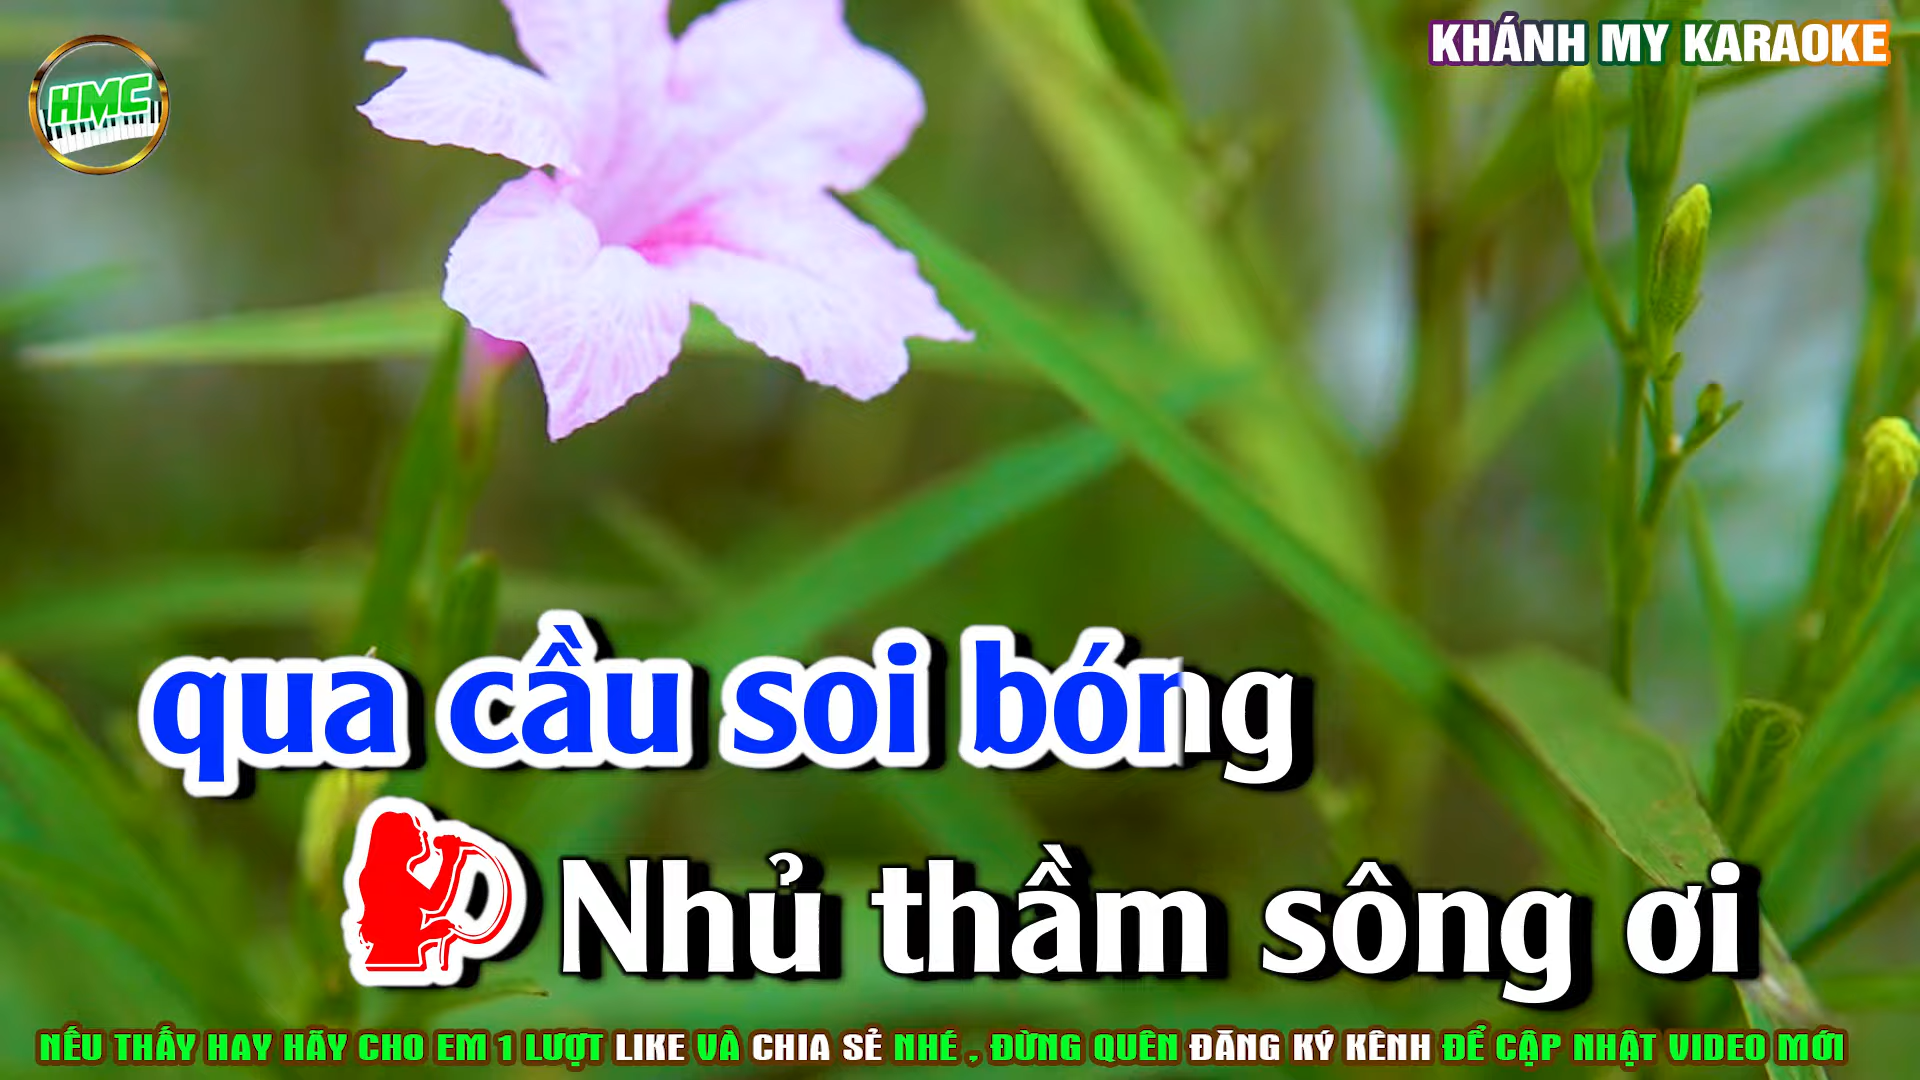 HMC
KHÁNH MY KARAOKE
qua cầu soi bóng
Nhủ thầm sông ơi
NẾU THẤY HAY HÃY CHO EM 1 LƯỢT LIKE VÀ CHIA SẺ NHÉ , ĐỪNG QUÊN ĐĂNG KÝ KÊNH ĐỂ CẬP NHẬT VIDEO MỚI